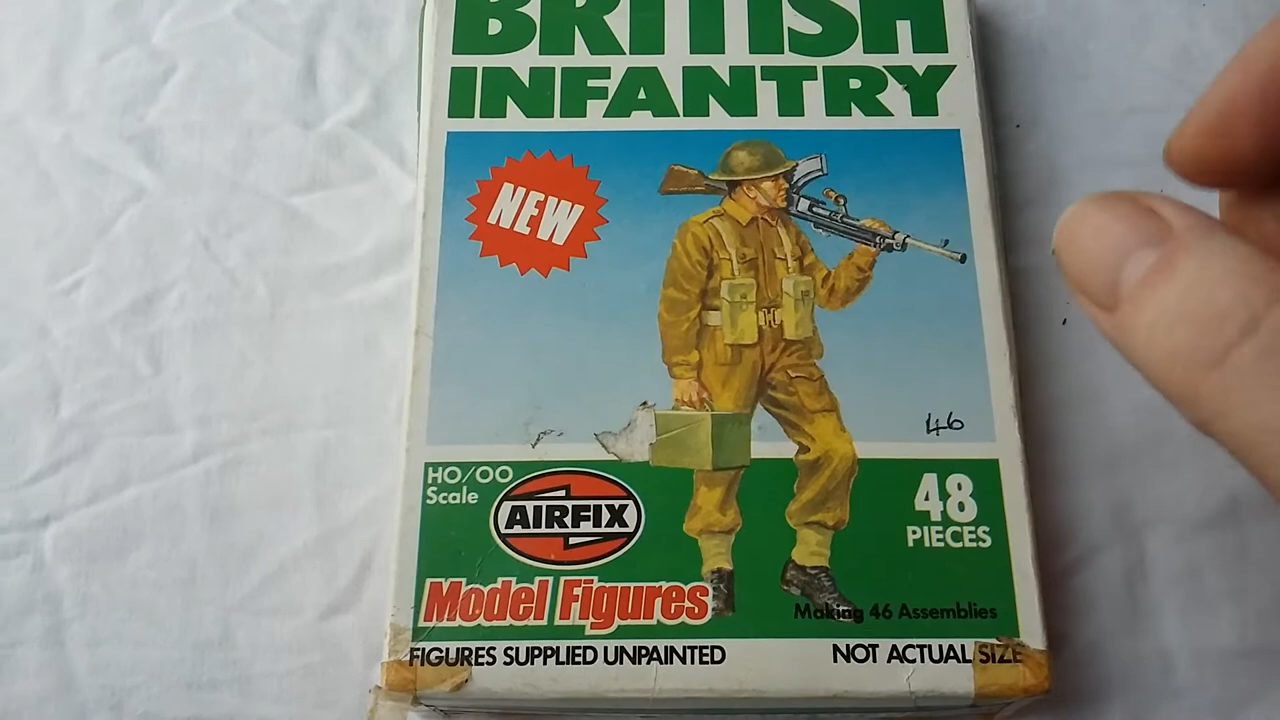 BRITISH
INFANTRY
NEW
46
HO/OO
Scale
AIRFIX
48
PIECES
Model Figures
Making 46 Assemblies
FIGURES SUPPLIED UNPAINTED
NOT ACTUAL SIZE